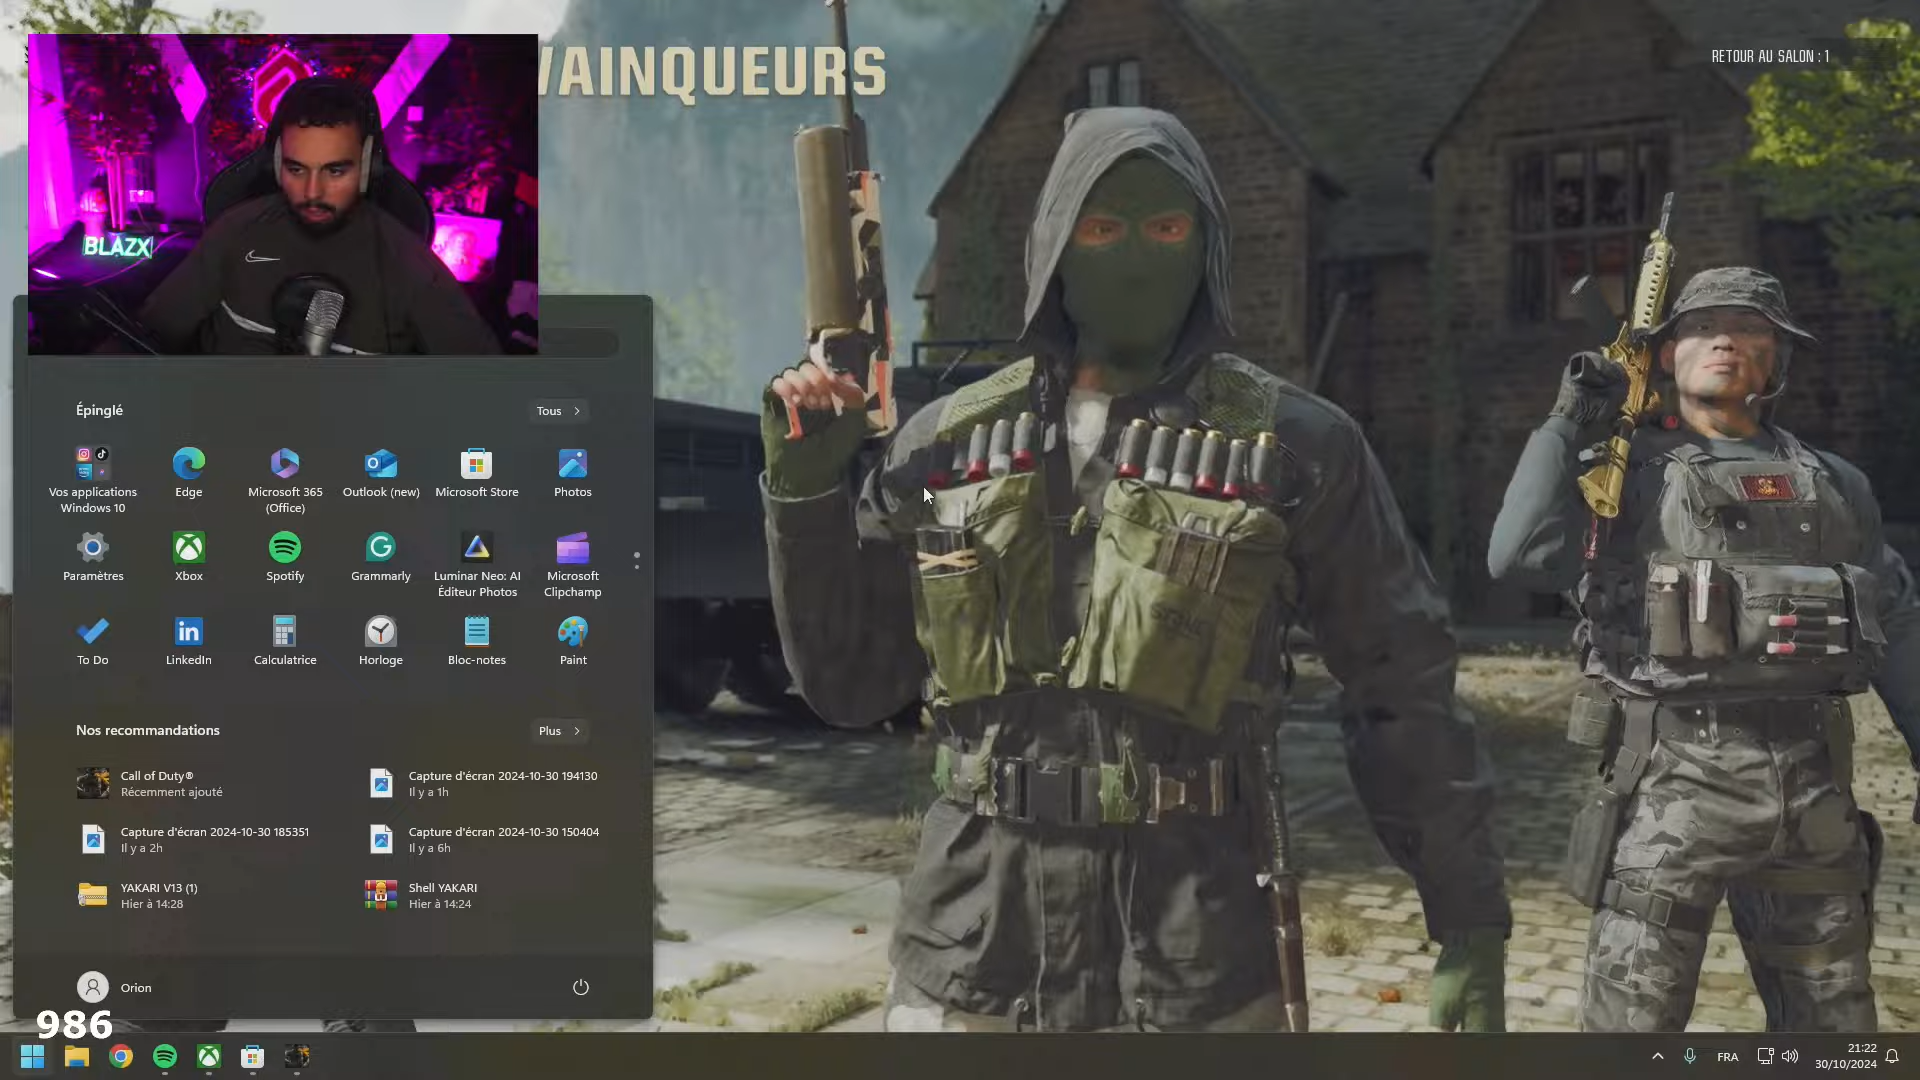 VAINQUEURS
RETOUR AU SALON : 1
BLAZX
Épinglé
Tous
Vos applications
Windows 10
Edge
Microsoft 365
(Office)
Outlook (new)
Microsoft Store
Photos
Paramètres
Xbox
Spotify
Grammarly
Luminar Neo: AI
Éditeur Photos
Microsoft
Clipchamp
To Do
LinkedIn
Calculatrice
Horloge
Bloc-notes
Paint
Nos recommandations
Plus
Call of Duty®
Récemment ajouté
Capture d'écran 2024-10-30 194130
Il y a 1h
Capture d'écran 2024-10-30 185351
Il y a 2h
Capture d'écran 2024-10-30 150404
Il y a 6h
YAKARI V13 (1)
Hier à 14:28
Shell YAKARI
Hier à 14:24
Orion
986
FRA
21:22
30/10/2024